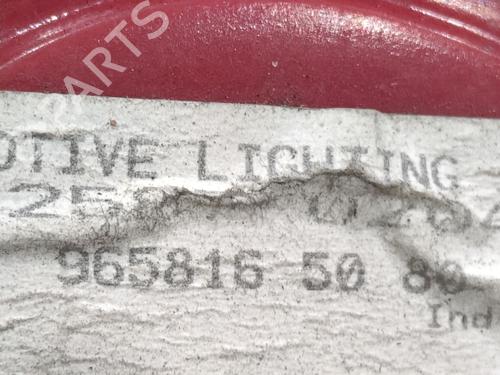 PARTS
OTIVE LIGHTING
965816 50 80
Ind